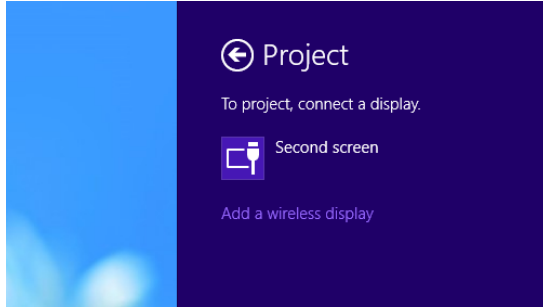 Project
To project, connect a display.
Second screen
Add a wireless display